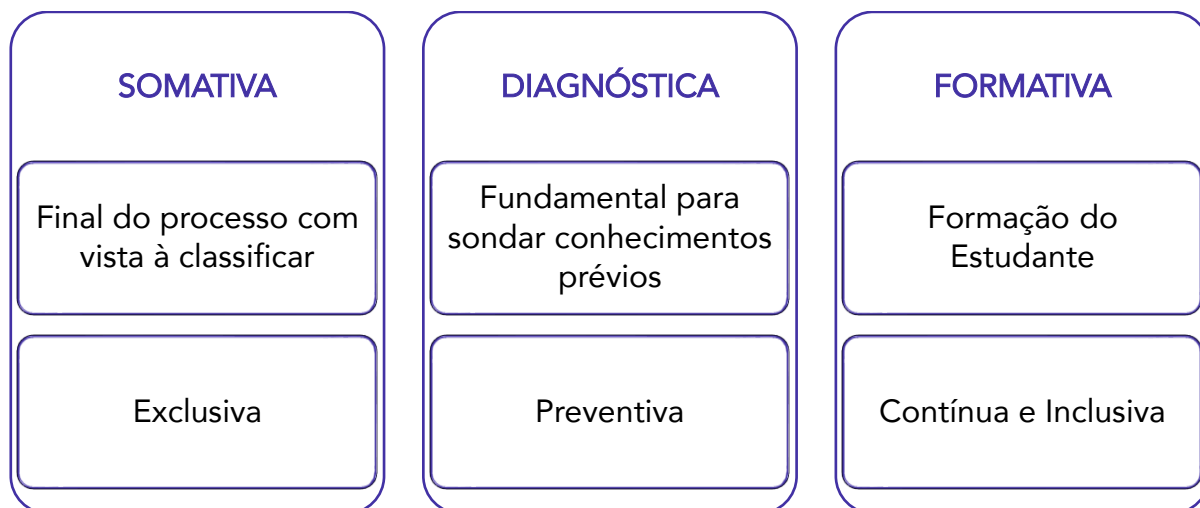 SOMATIVA
Final do processo com
vista à classificar
Exclusiva
DIAGNÓSTICA
Fundamental para
sondar conhecimentos
prévios
Preventiva
FORMATIVA
Formação do
Estudante
Contínua e Inclusiva